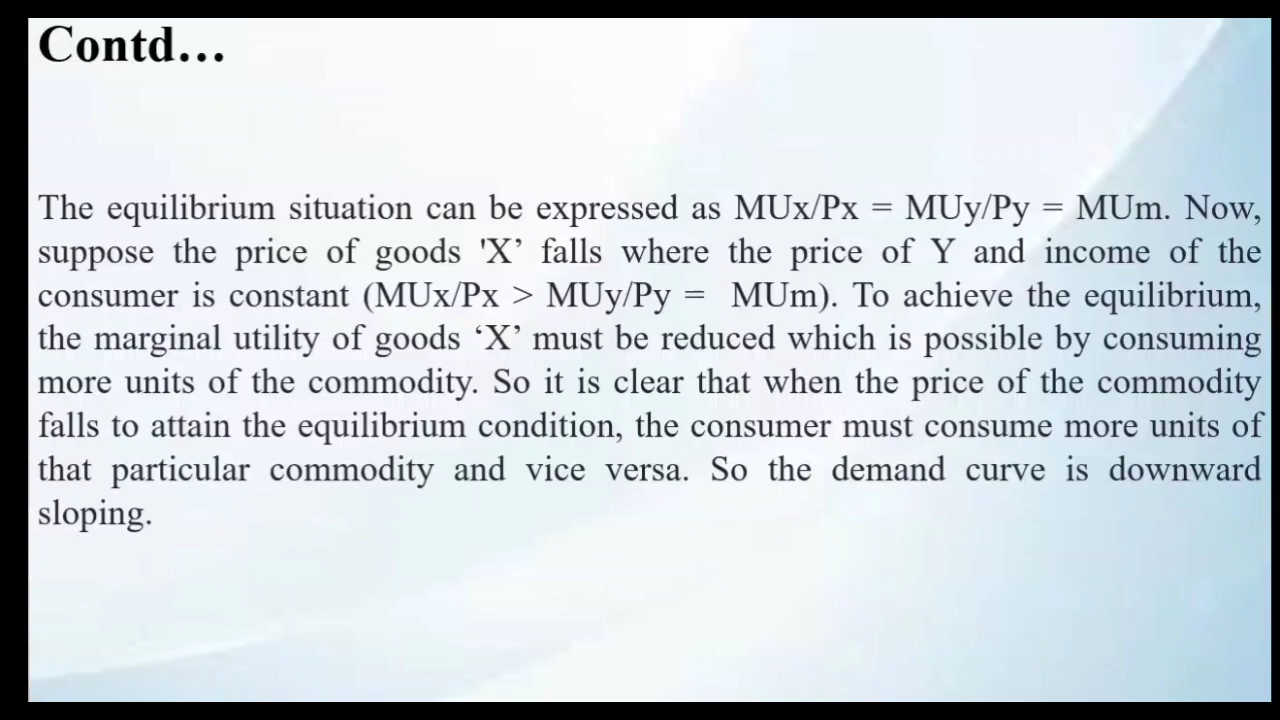 Contd...
The equilibrium situation can be expressed as MUx/Px = MUy/Py = MUm. Now,
suppose the price of goods 'X’ falls where the price of Y and income of the
consumer is constant (MUx/Px > MUy/Py = MUm). To achieve the equilibrium,
the marginal utility of goods ‘X’ must be reduced which is possible by consuming
more units of the commodity. So it is clear that when the price of the commodity
falls to attain the equilibrium condition, the consumer must consume more units of
that particular commodity and vice versa. So the demand curve is downward
sloping.